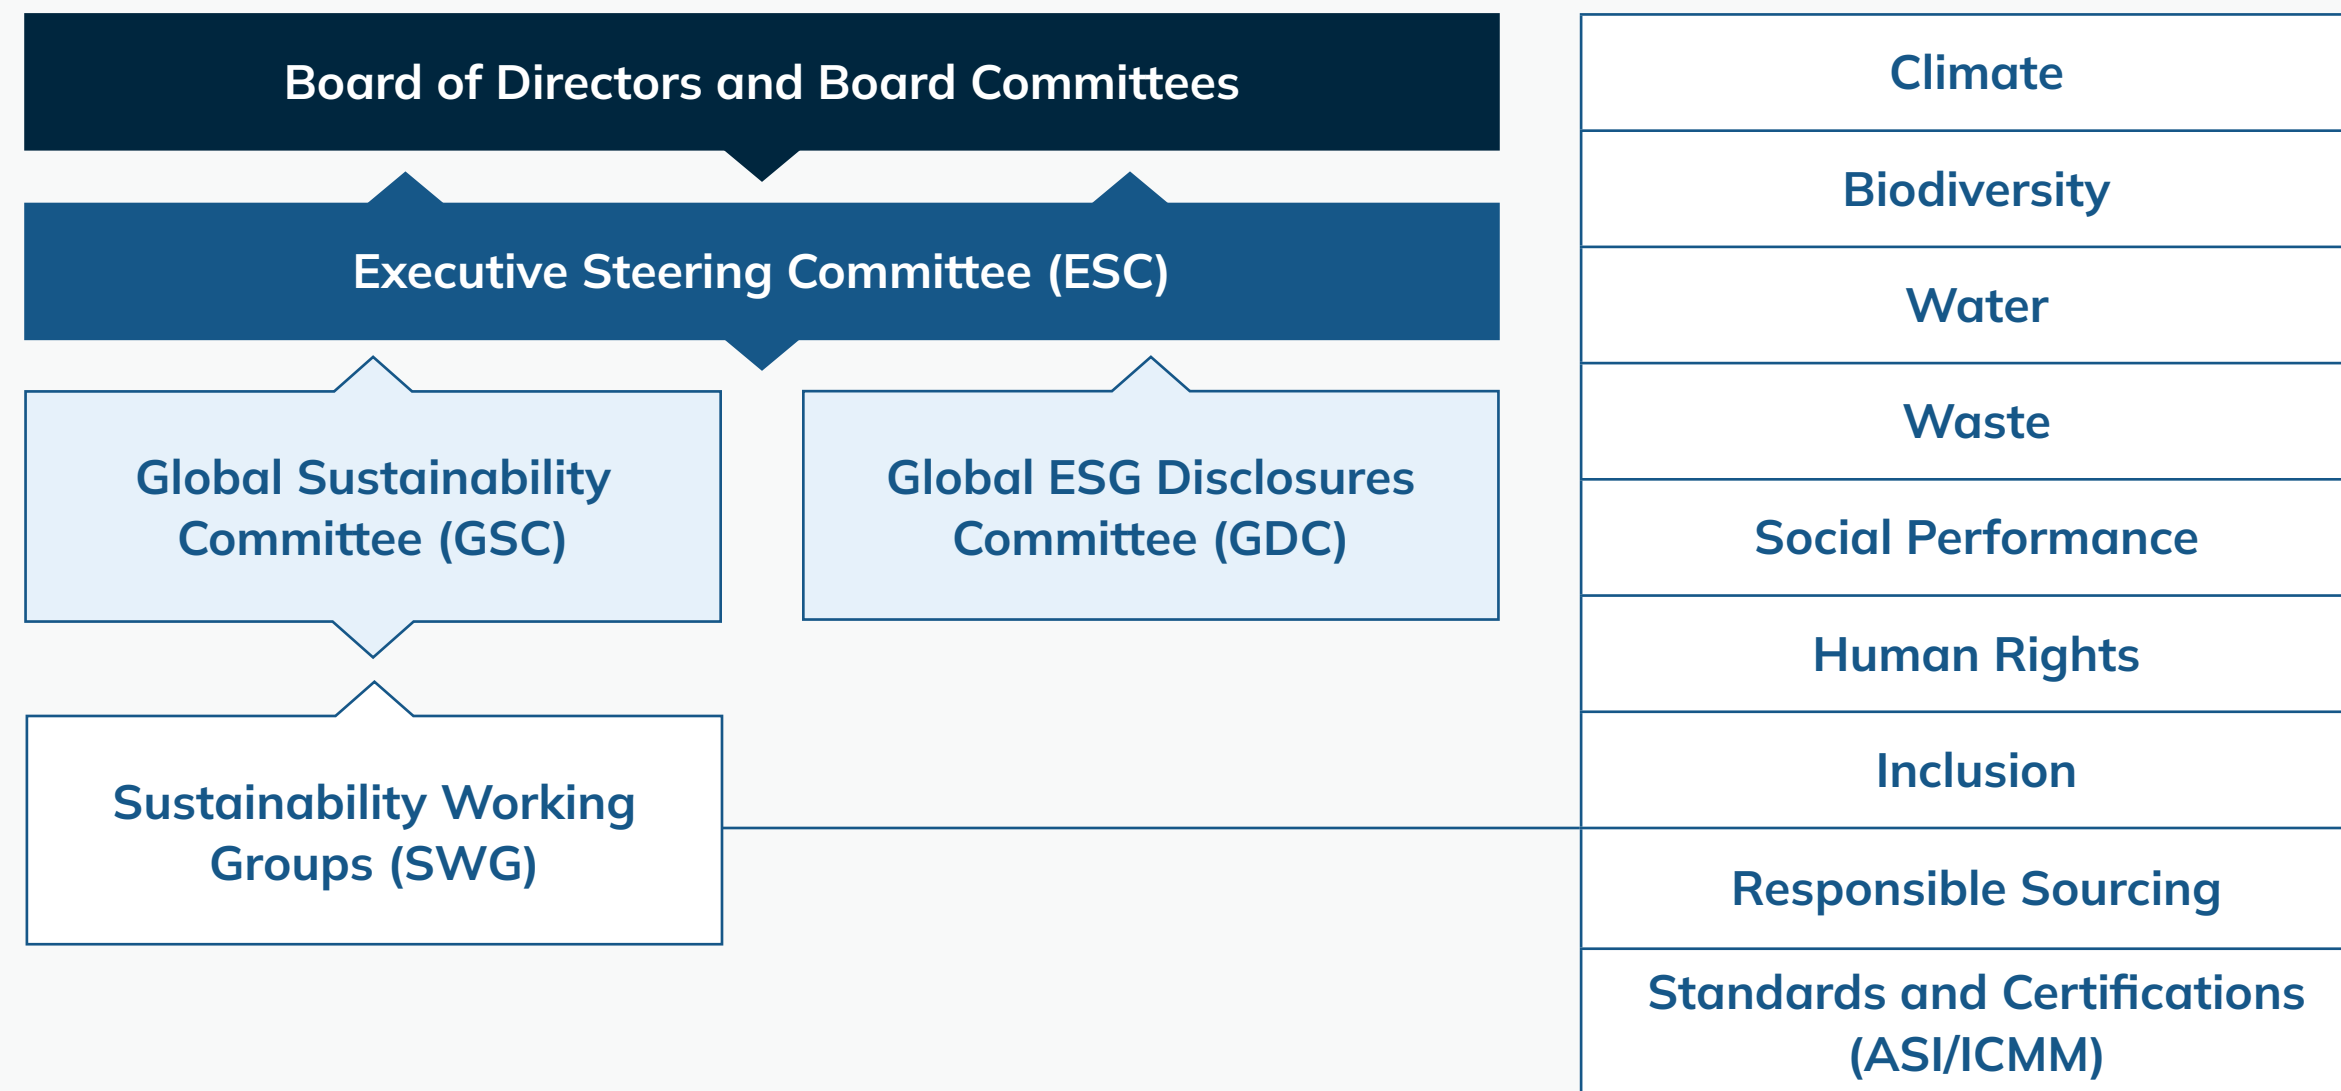 Board of Directors and Board Committees
Executive Steering Committee (ESC)
Global Sustainability
Committee (GSC)
Global ESG Disclosures
Committee (GDC)
Sustainability Working
Groups (SWG)
Climate
Biodiversity
Water
Waste
Social Performance
Human Rights
Inclusion
Responsible Sourcing
Standards and Certifications
(ASI/ICMM)